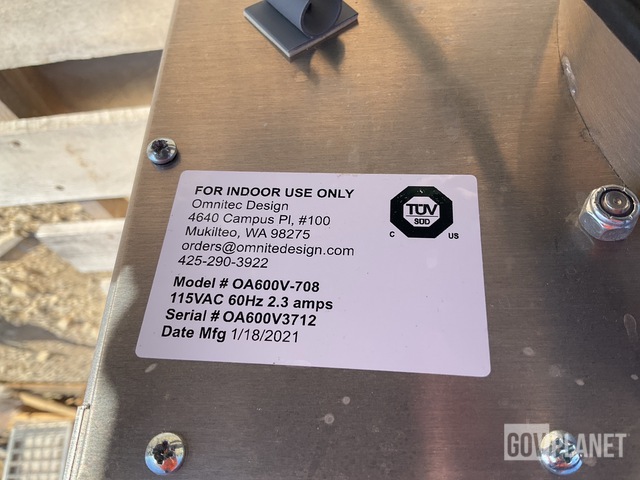 FOR INDOOR USE ONLY
Omnitec Design
4640 Campus Pl, #100
Mukilteo, WA 98275
orders@omnitedesign.com
425-290-3922
Model # OA600V-708
115VAC 60Hz 2.3 amps
Serial # OA600V3712
Date Mfg 1/18/2021
TÜV
SÜD
C US
GOVPLANET